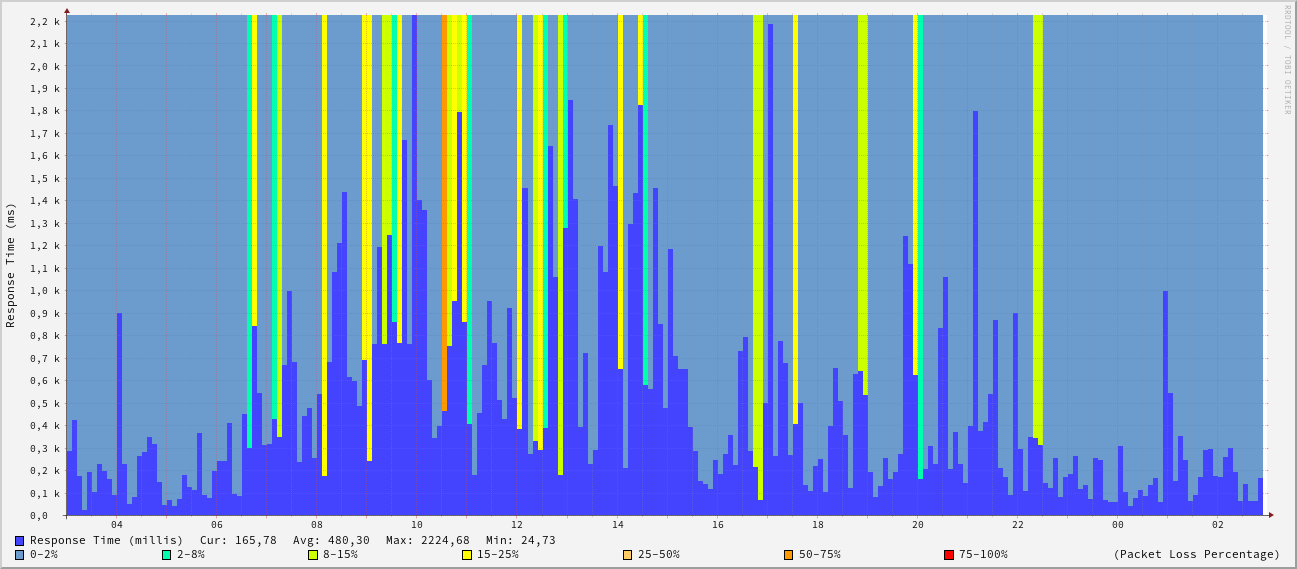 RRDTOOL / TOBI OETIKER
Response Time (ms)
2,2 k
2,1 k
2,0 k
1,9 k
1,8 k
1,7 k
1,6 k
1,5 k
1,4 k
1,3 k
1,2 k
1,1 k
1,0 k
0,9 k
0,8 k
0,7 k
0,6 k
0,5 k
0,4 k
0,3 k
0,2 k
0,1 k
0,0
04 06 08 10 12 14 16 18 20 22 00 02
Response Time (millis) Cur: 165,78 Avg: 480,30 Max: 2224,68 Min: 24,73
0-2% 2-8% 8-15% 15-25% 25-50% 50-75% 75-100% (Packet Loss Percentage)